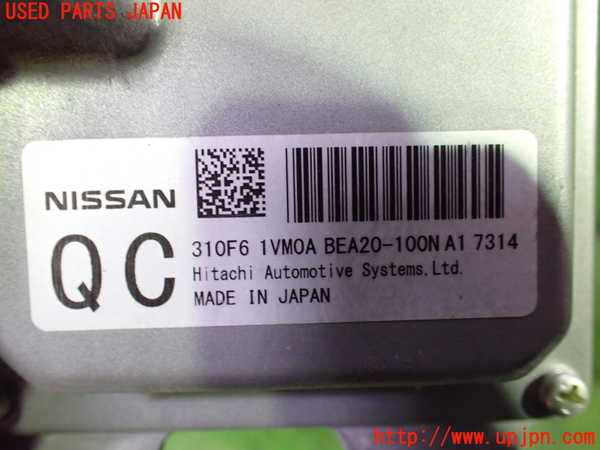 USED PARTS JAPAN
NISSAN
QC
310F6 1VM0A BEA20-100N A1 7314
Hitachi Automotive Systems,Ltd.
MADE IN JAPAN
http://www.upjpn.com/